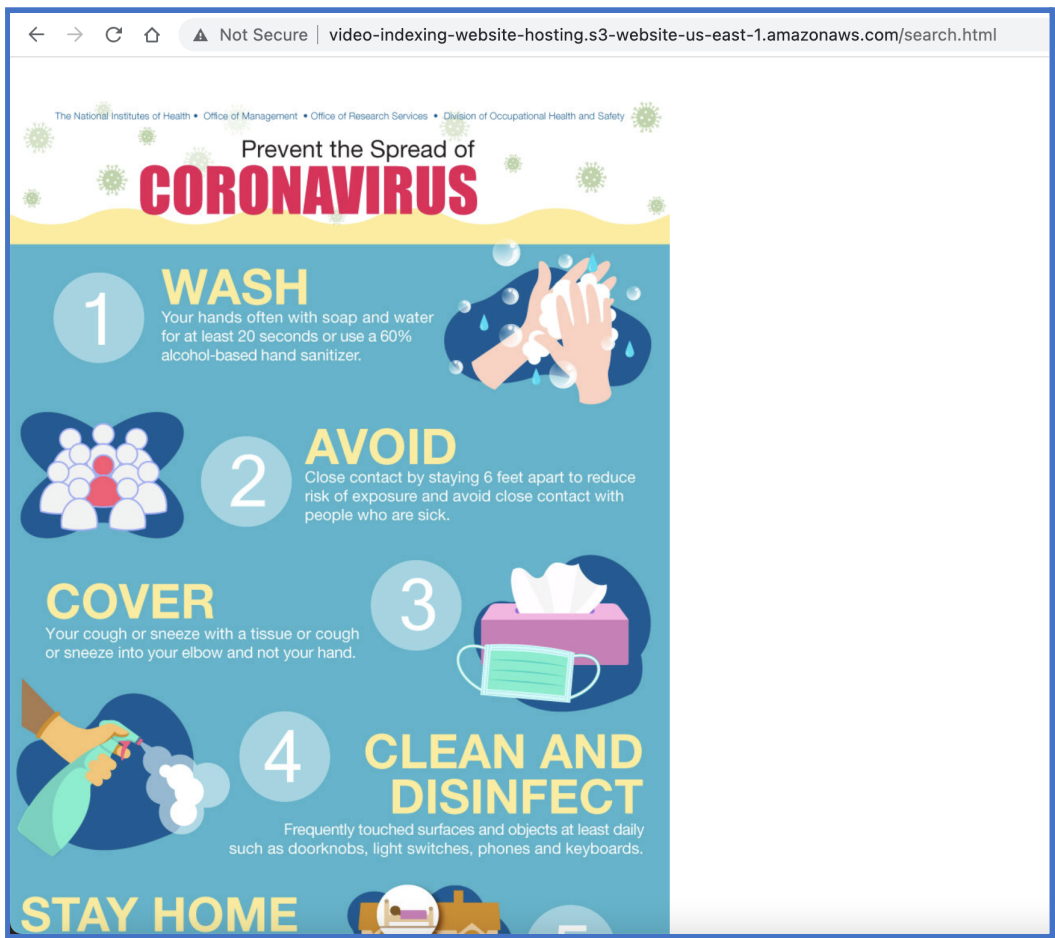 Not Secure | video-indexing-website-hosting.s3-website-us-east-1.amazonaws.com/search.html
The National Institutes of Health • Office of Management • Office of Research Services • Division of Occupational Health and Safety
Prevent the Spread of
CORONAVIRUS
1
WASH
Your hands often with soap and water
for at least 20 seconds or use a 60%
alcohol-based hand sanitizer.
2
AVOID
Close contact by staying 6 feet apart to reduce
risk of exposure and avoid close contact with
people who are sick.
COVER
Your cough or sneeze with a tissue or cough
or sneeze into your elbow and not your hand.
3
4
CLEAN AND
DISINFECT
Frequently touched surfaces and objects at least daily
such as doorknobs, light switches, phones and keyboards.
STAY HOME
5